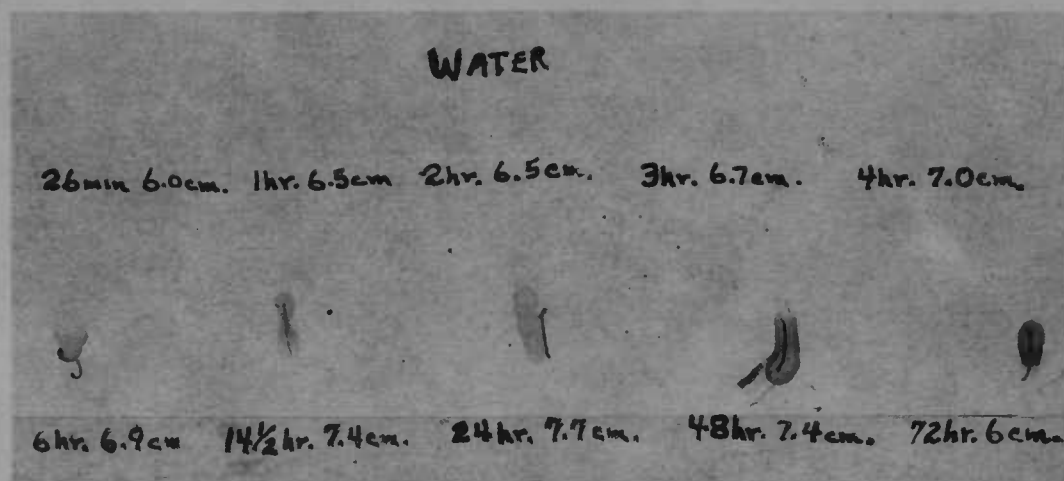 WATER
26min 6.0cm. 1hr. 6.5cm 2hr. 6.5cm. 3hr. 6.7cm. 4hr. 7.0cm.
6hr. 6.9cm 14½hr. 7.4cm. 24hr. 7.7cm. 48hr. 7.4cm. 72hr. 6cm.